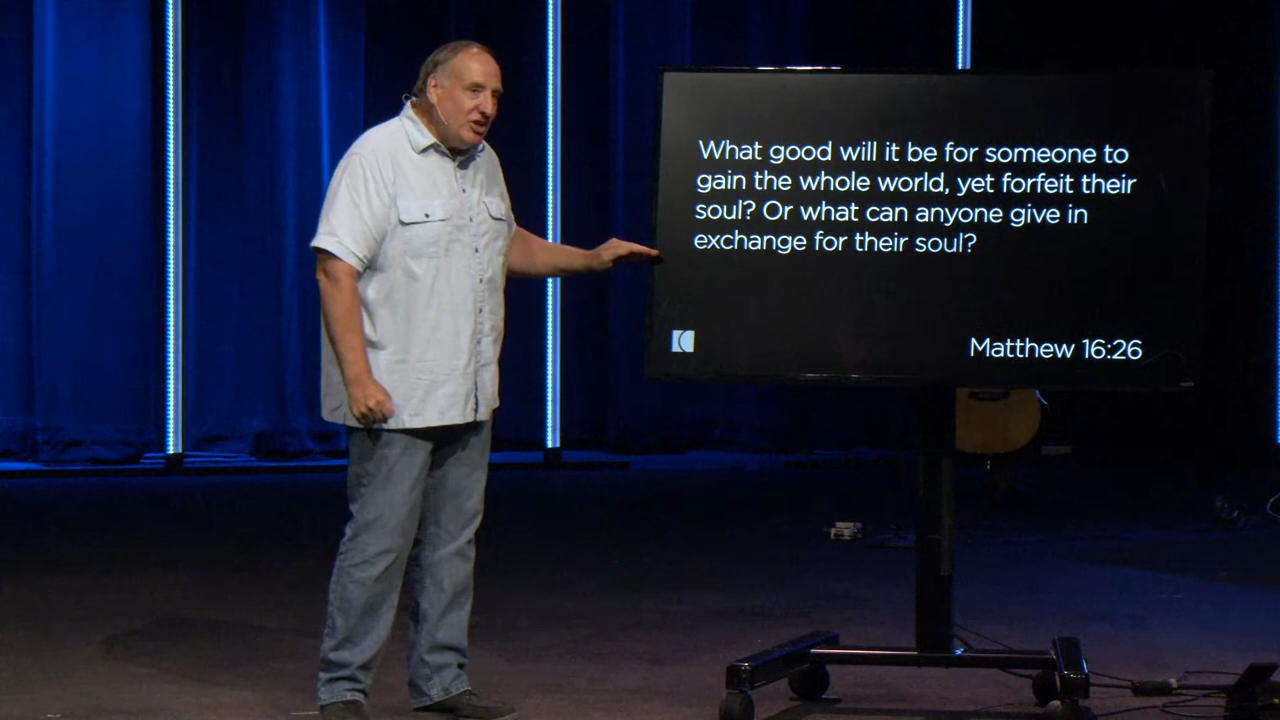 What good will it be for someone to
gain the whole world, yet forfeit their
soul? Or what can anyone give in
exchange for their soul?
Matthew 16:26